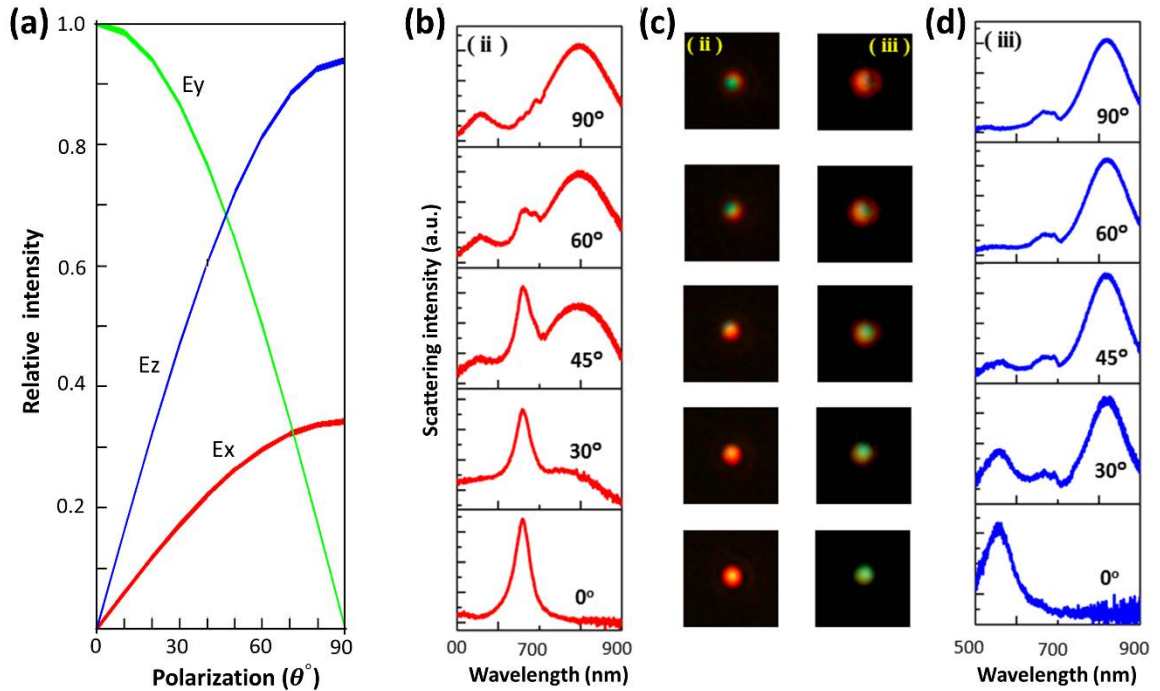 (a)
1.0
0.8
0.6
0.4
0.2
0
Relative intensity
Ey
Ez
Ex
0 30 60 90
Polarization (θ°)
(b)
( ii )
90°
60°
45°
30°
0°
Scattering intensity (a.u.)
00 700 900
Wavelength (nm)
(c)
( ii ) ( iii )
(d)
( iii)
90°
60°
45°
30°
0°
500 700 900
Wavelength (nm)